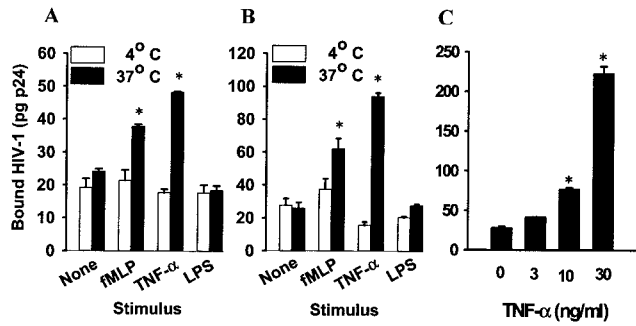 A
B
C
Bound HIV-1 (pg p24)
60
50
40
30
20
10
0
4° C
37° C
*
*
None
fMLP
TNF-α
LPS
Stimulus
120
100
80
60
40
20
0
4° C
37° C
*
*
None
fMLP
TNF-α
LPS
Stimulus
250
200
150
100
50
0
*
*
0 3 10 30
TNF-α (ng/ml)